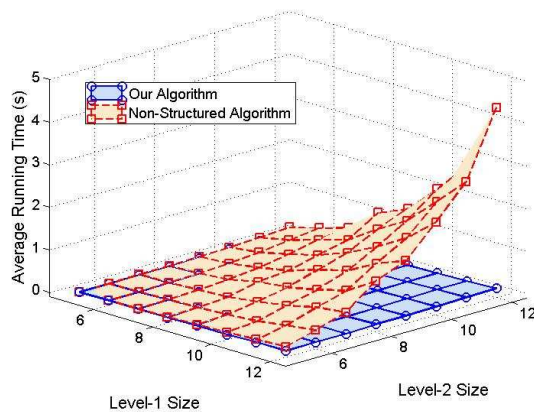 5
4
3
2
1
0
Average Running Time (s)
Our Algorithm
Non-Structured Algorithm
6
8
10
12
Level-1 Size
6
8
10
12
Level-2 Size